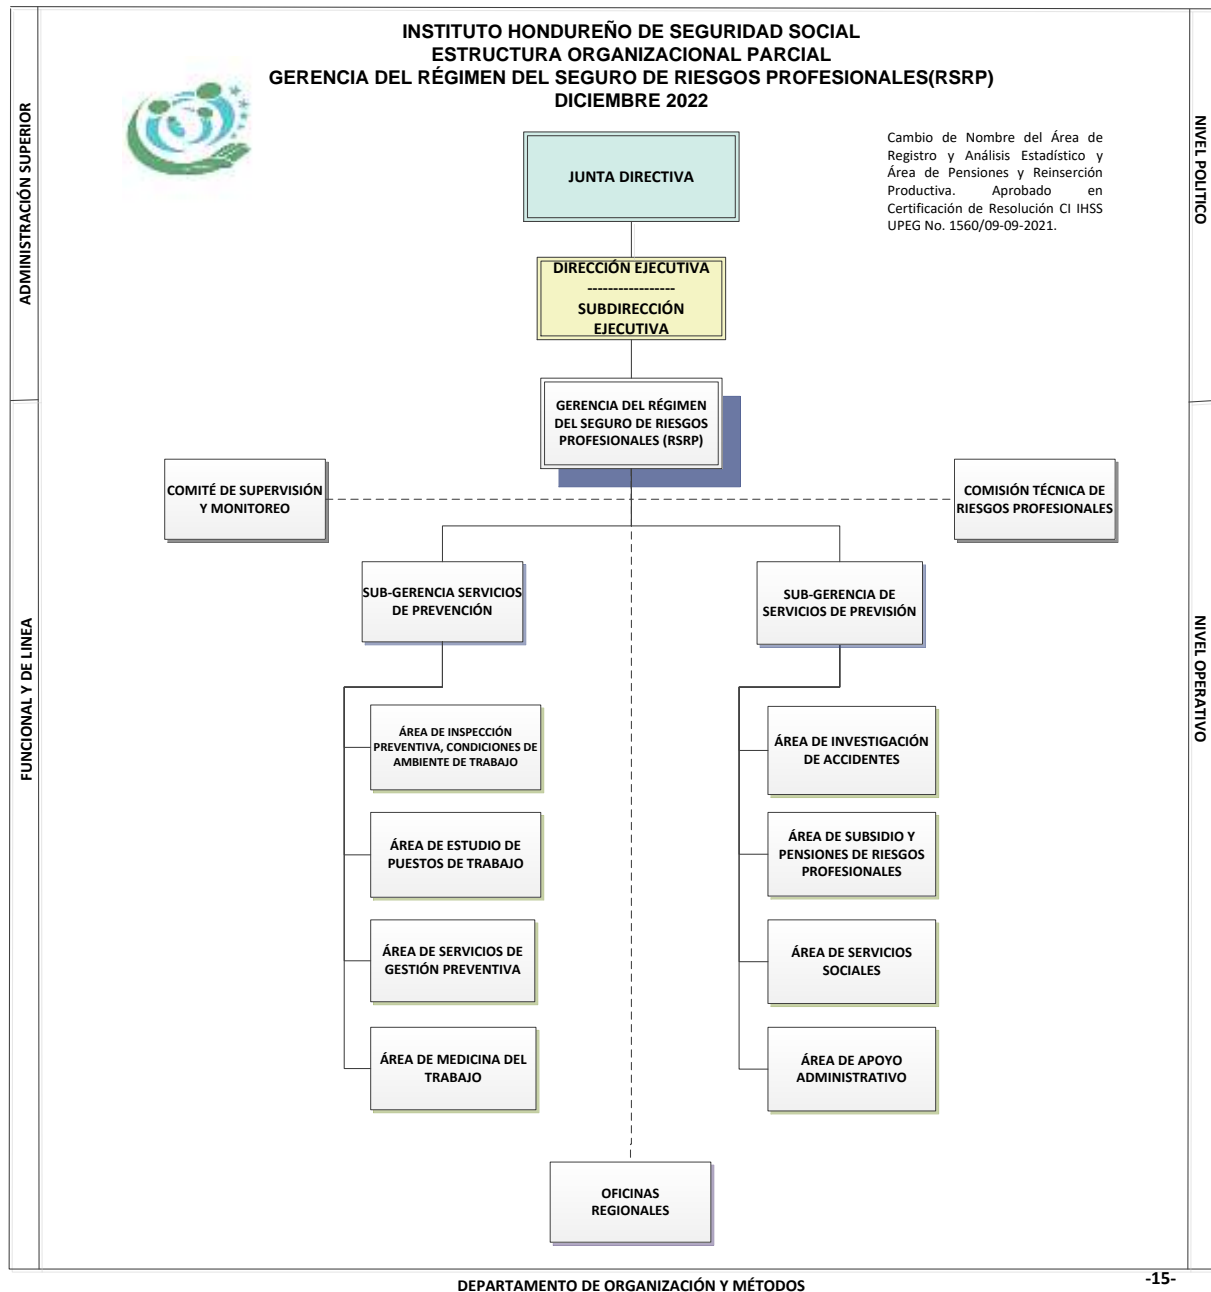 INSTITUTO HONDUREÑO DE SEGURIDAD SOCIAL
ESTRUCTURA ORGANIZACIONAL PARCIAL
GERENCIA DEL RÉGIMEN DEL SEGURO DE RIESGOS PROFESIONALES(RSRP)
DICIEMBRE 2022
ADMINISTRACIÓN SUPERIOR
NIVEL POLITICO
Cambio de Nombre del Área de
Registro y Análisis Estadístico y
Área de Pensiones y Reinserción
Productiva. Aprobado en
Certificación de Resolución CI IHSS
UPEG No. 1560/09-09-2021.
JUNTA DIRECTIVA
DIRECCIÓN EJECUTIVA
-----------------
SUBDIRECCIÓN
EJECUTIVA
GERENCIA DEL RÉGIMEN
DEL SEGURO DE RIESGOS
PROFESIONALES (RSRP)
COMITÉ DE SUPERVISIÓN
Y MONITOREO
COMISIÓN TÉCNICA DE
RIESGOS PROFESIONALES
FUNCIONAL Y DE LINEA
NIVEL OPERATIVO
SUB-GERENCIA SERVICIOS
DE PREVENCIÓN
SUB-GERENCIA DE
SERVICIOS DE PREVISIÓN
ÁREA DE INSPECCIÓN
PREVENTIVA, CONDICIONES DE
AMBIENTE DE TRABAJO
ÁREA DE INVESTIGACIÓN
DE ACCIDENTES
ÁREA DE ESTUDIO DE
PUESTOS DE TRABAJO
ÁREA DE SUBSIDIO Y
PENSIONES DE RIESGOS
PROFESIONALES
ÁREA DE SERVICIOS DE
GESTIÓN PREVENTIVA
ÁREA DE SERVICIOS
SOCIALES
ÁREA DE MEDICINA DEL
TRABAJO
ÁREA DE APOYO
ADMINISTRATIVO
OFICINAS
REGIONALES
DEPARTAMENTO DE ORGANIZACIÓN Y MÉTODOS
-15-